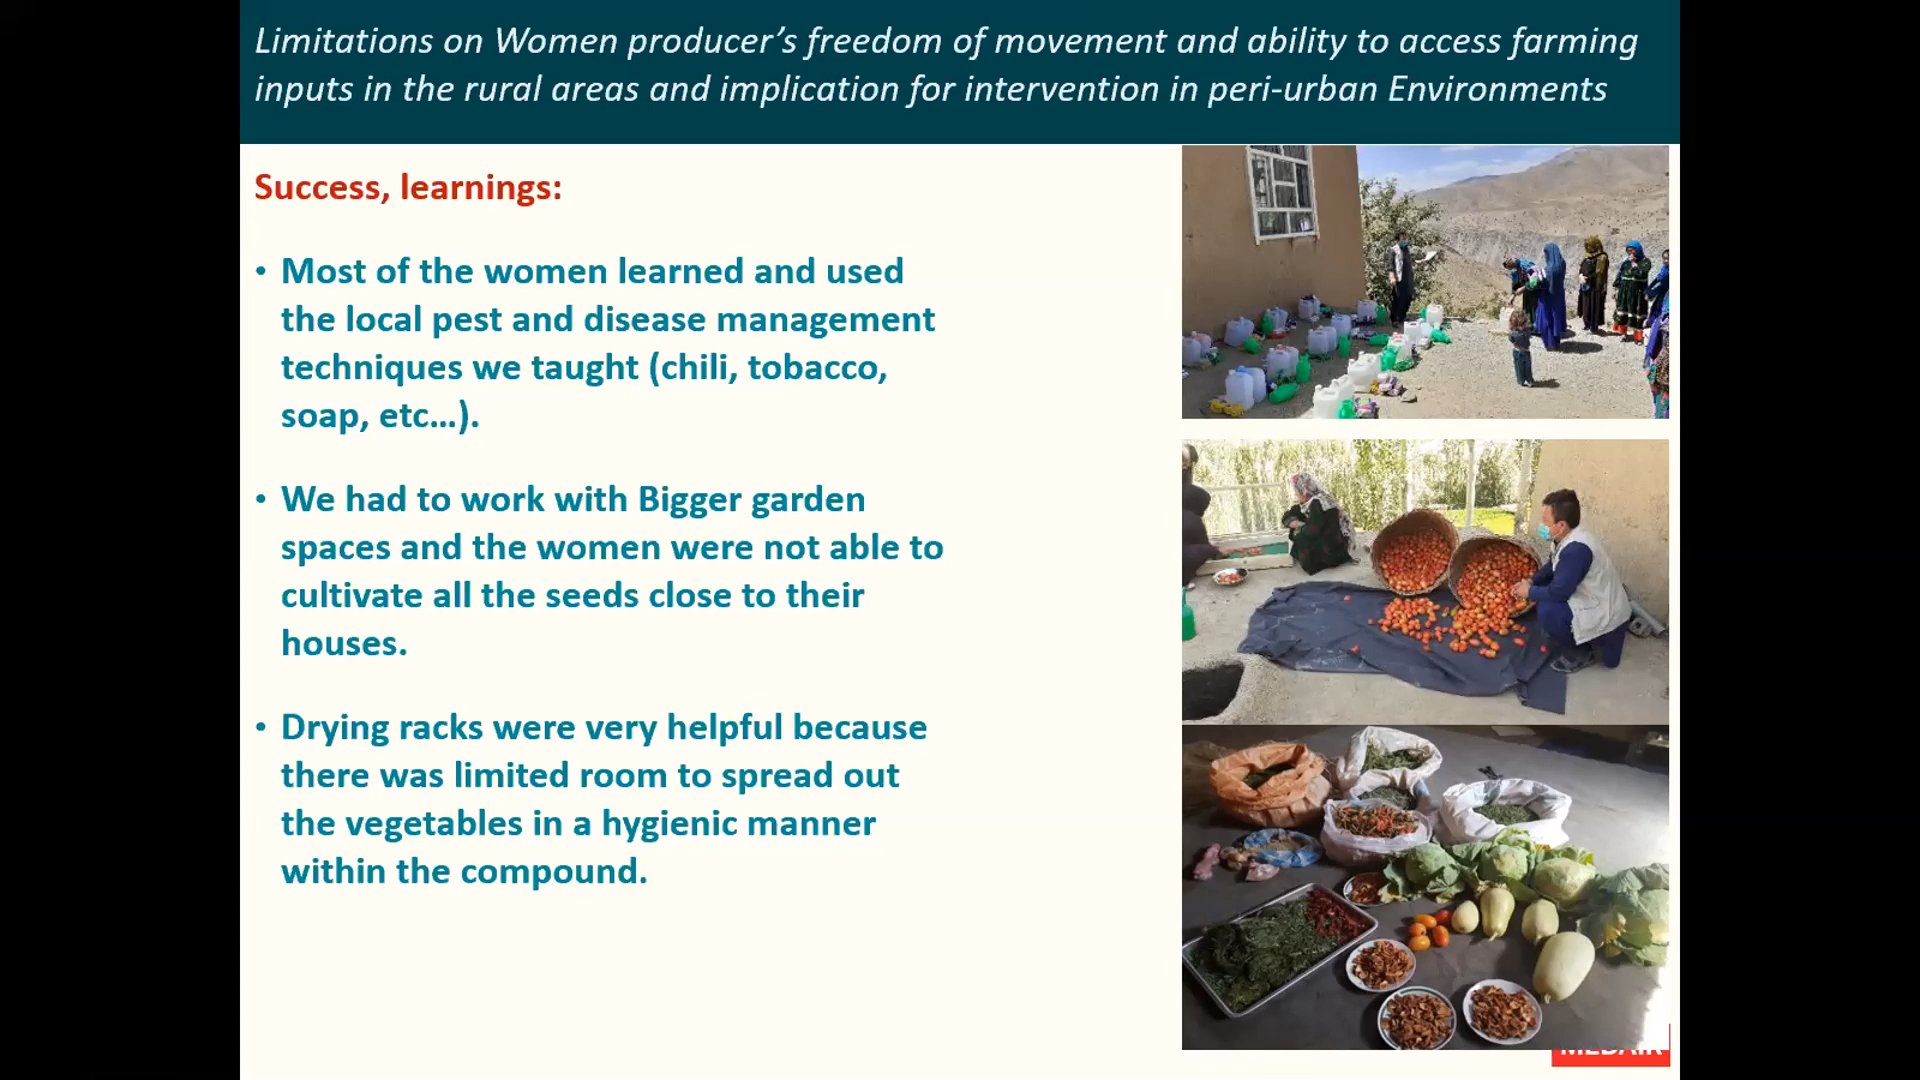 Limitations on Women producer’s freedom of movement and ability to access farming
inputs in the rural areas and implication for intervention in peri-urban Environments
Success, learnings:
• Most of the women learned and used
the local pest and disease management
techniques we taught (chili, tobacco,
soap, etc…).
• We had to work with Bigger garden
spaces and the women were not able to
cultivate all the seeds close to their
houses.
• Drying racks were very helpful because
there was limited room to spread out
the vegetables in a hygienic manner
within the compound.
MEDAIR